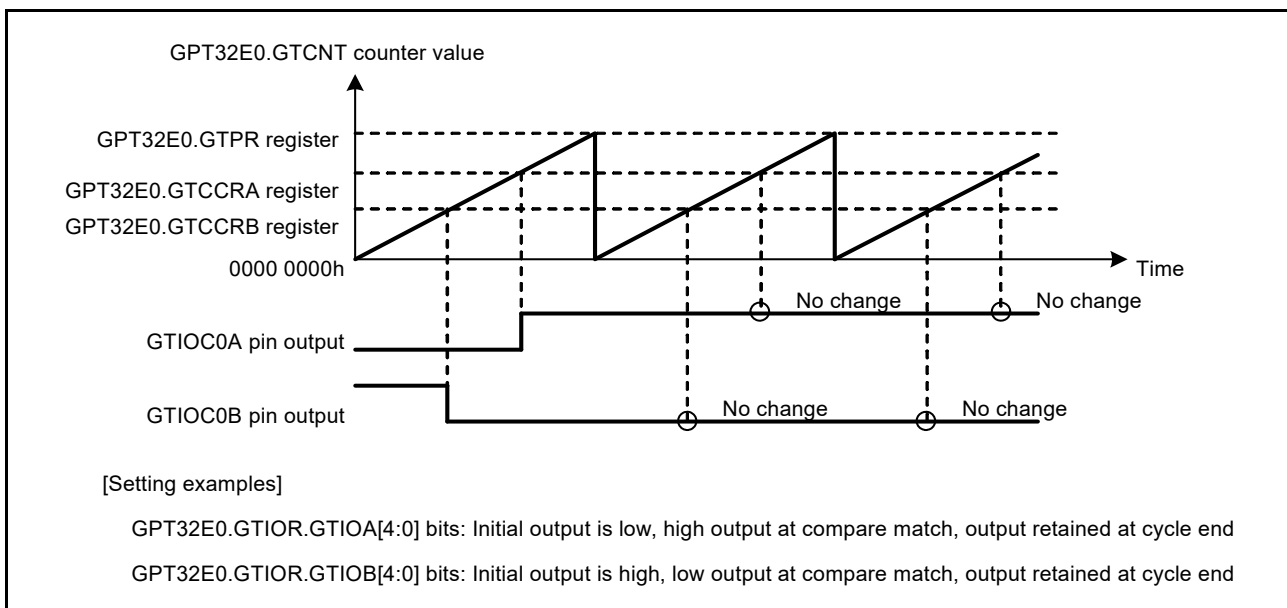 GPT32E0.GTCNT counter value
GPT32E0.GTPR register
GPT32E0.GTCCRA register
GPT32E0.GTCCRB register
0000 0000h
Time
No change
No change
GTIOC0A pin output
GTIOC0B pin output
No change
No change
[Setting examples]
GPT32E0.GTIOR.GTIOA[4:0] bits: Initial output is low, high output at compare match, output retained at cycle end
GPT32E0.GTIOR.GTIOB[4:0] bits: Initial output is high, low output at compare match, output retained at cycle end